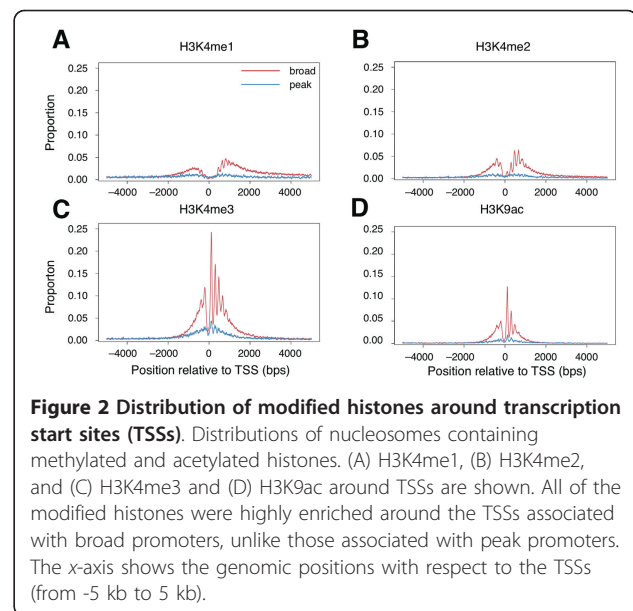 A
H3K4me1
B
H3K4me2
Proportion
0.25
0.20
0.15
0.10
0.05
0.00
broad
peak
−4000 −2000 0 2000 4000
0.25
0.20
0.15
0.10
0.05
0.00
−4000 −2000 0 2000 4000
C
H3K4me3
D
H3K9ac
Proporton
0.25
0.20
0.15
0.10
0.05
0.00
−4000 −2000 0 2000 4000
Position relative to TSS (bps)
0.25
0.20
0.15
0.10
0.05
0.00
−4000 −2000 0 2000 4000
Position relative to TSS (bps)
Figure 2 Distribution of modified histones around transcription
start sites (TSSs). Distributions of nucleosomes containing
methylated and acetylated histones. (A) H3K4me1, (B) H3K4me2,
and (C) H3K4me3 and (D) H3K9ac around TSSs are shown. All of the
modified histones were highly enriched around the TSSs associated
with broad promoters, unlike those associated with peak promoters.
The x-axis shows the genomic positions with respect to the TSSs
(from -5 kb to 5 kb).